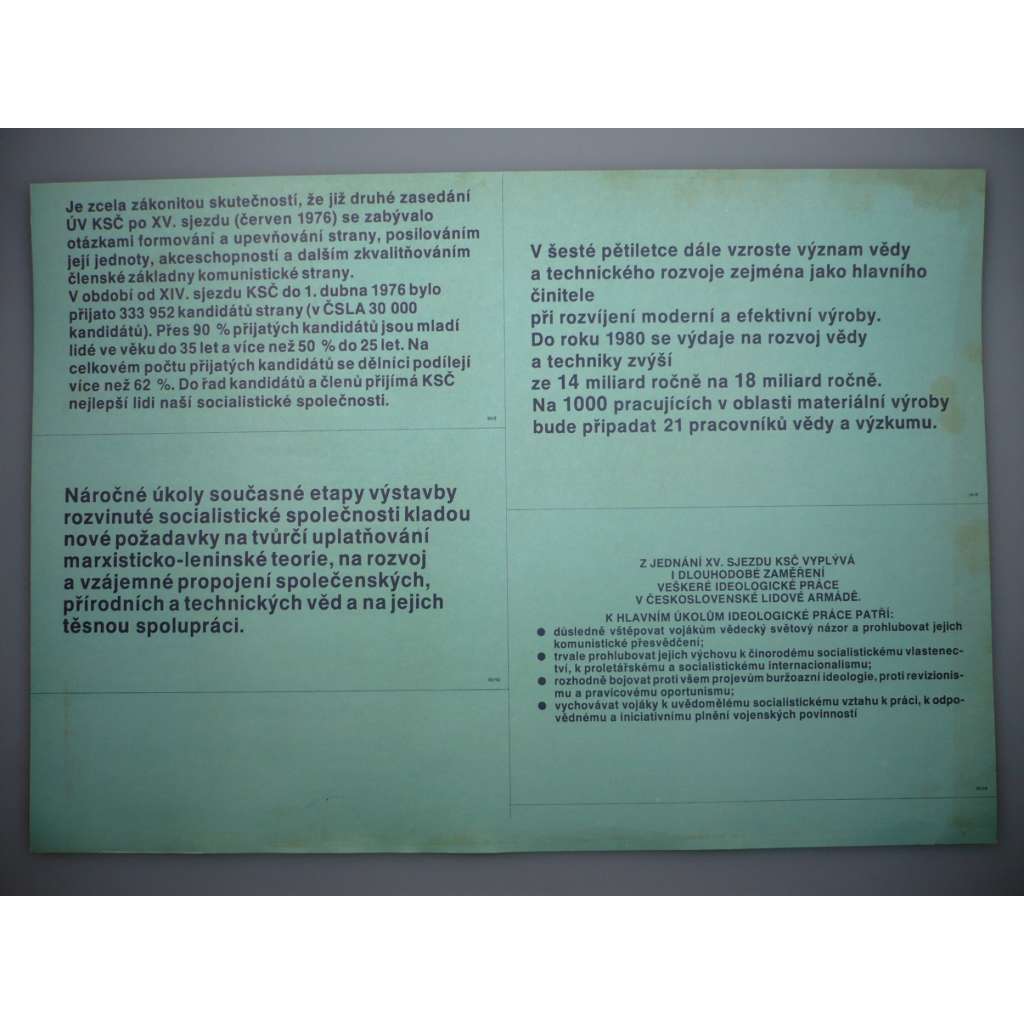 Je zcela zákonitou skutečností, že již druhé zasedání
ÚV KSČ po XV. sjezdu (červen 1976) se zabývalo
otázkami formování a upevňování strany, posilováním
její jednoty, akceschopností a dalším zkvalitňováním
členské základny komunistické strany.
V období od XIV. sjezdu KSČ do 1. dubna 1976 bylo
přijato 333 952 kandidátů strany (v ČSLA 30 000
kandidátů). Přes 90 % přijatých kandidátů jsou mladí
lidé ve věku do 35 let a více než 50 % do 25 let. Na
celkovém počtu přijatých kandidátů se dělníci podílejí
více než 62 %. Do řad kandidátů a členů přijímá KSČ
nejlepší lidi naší socialistické společnosti.
Náročné úkoly současné etapy výstavby
rozvinuté socialistické společnosti kladou
nové požadavky na tvůrčí uplatňování
marxisticko-leninské teorie, na rozvoj
a vzájemné propojení společenských,
přírodních a technických věd a na jejich
těsnou spolupráci.
V šesté pětiletce dále vzroste význam vědy
a technického rozvoje zejména jako hlavního
činitele
při rozvíjení moderní a efektivní výroby.
Do roku 1980 se výdaje na rozvoj vědy
a techniky zvýší
ze 14 miliard ročně na 18 miliard ročně.
Na 1000 pracujících v oblasti materiální výroby
bude připadat 21 pracovníků vědy a výzkumu.
Z JEDNÁNÍ XV. SJEZDU KSČ VYPLÝVÁ
I DLOUHODOBÉ ZAMĚŘENÍ
VEŠKERÉ IDEOLOGICKÉ PRÁCE
V ČESKOSLOVENSKÉ LIDOVÉ ARMÁDĚ.
K HLAVNÍM ÚKOLŮM IDEOLOGICKÉ PRÁCE PATŘÍ:
● důsledně vštěpovat vojákům vědecký světový názor a prohlubovat jejich
komunistické přesvědčení;
● trvale prohlubovat jejich výchovu k činorodému socialistickému vlastenec-
tví, k proletářskému a socialistickému internacionalismu;
● rozhodně bojovat proti všem projevům buržoazní ideologie, proti revizionis-
mu a pravicovému oportunismu;
● vychovávat vojáky k uvědomělému socialistickému vztahu k práci, k odpo-
vědnému a iniciativnímu plnění vojenských povinností